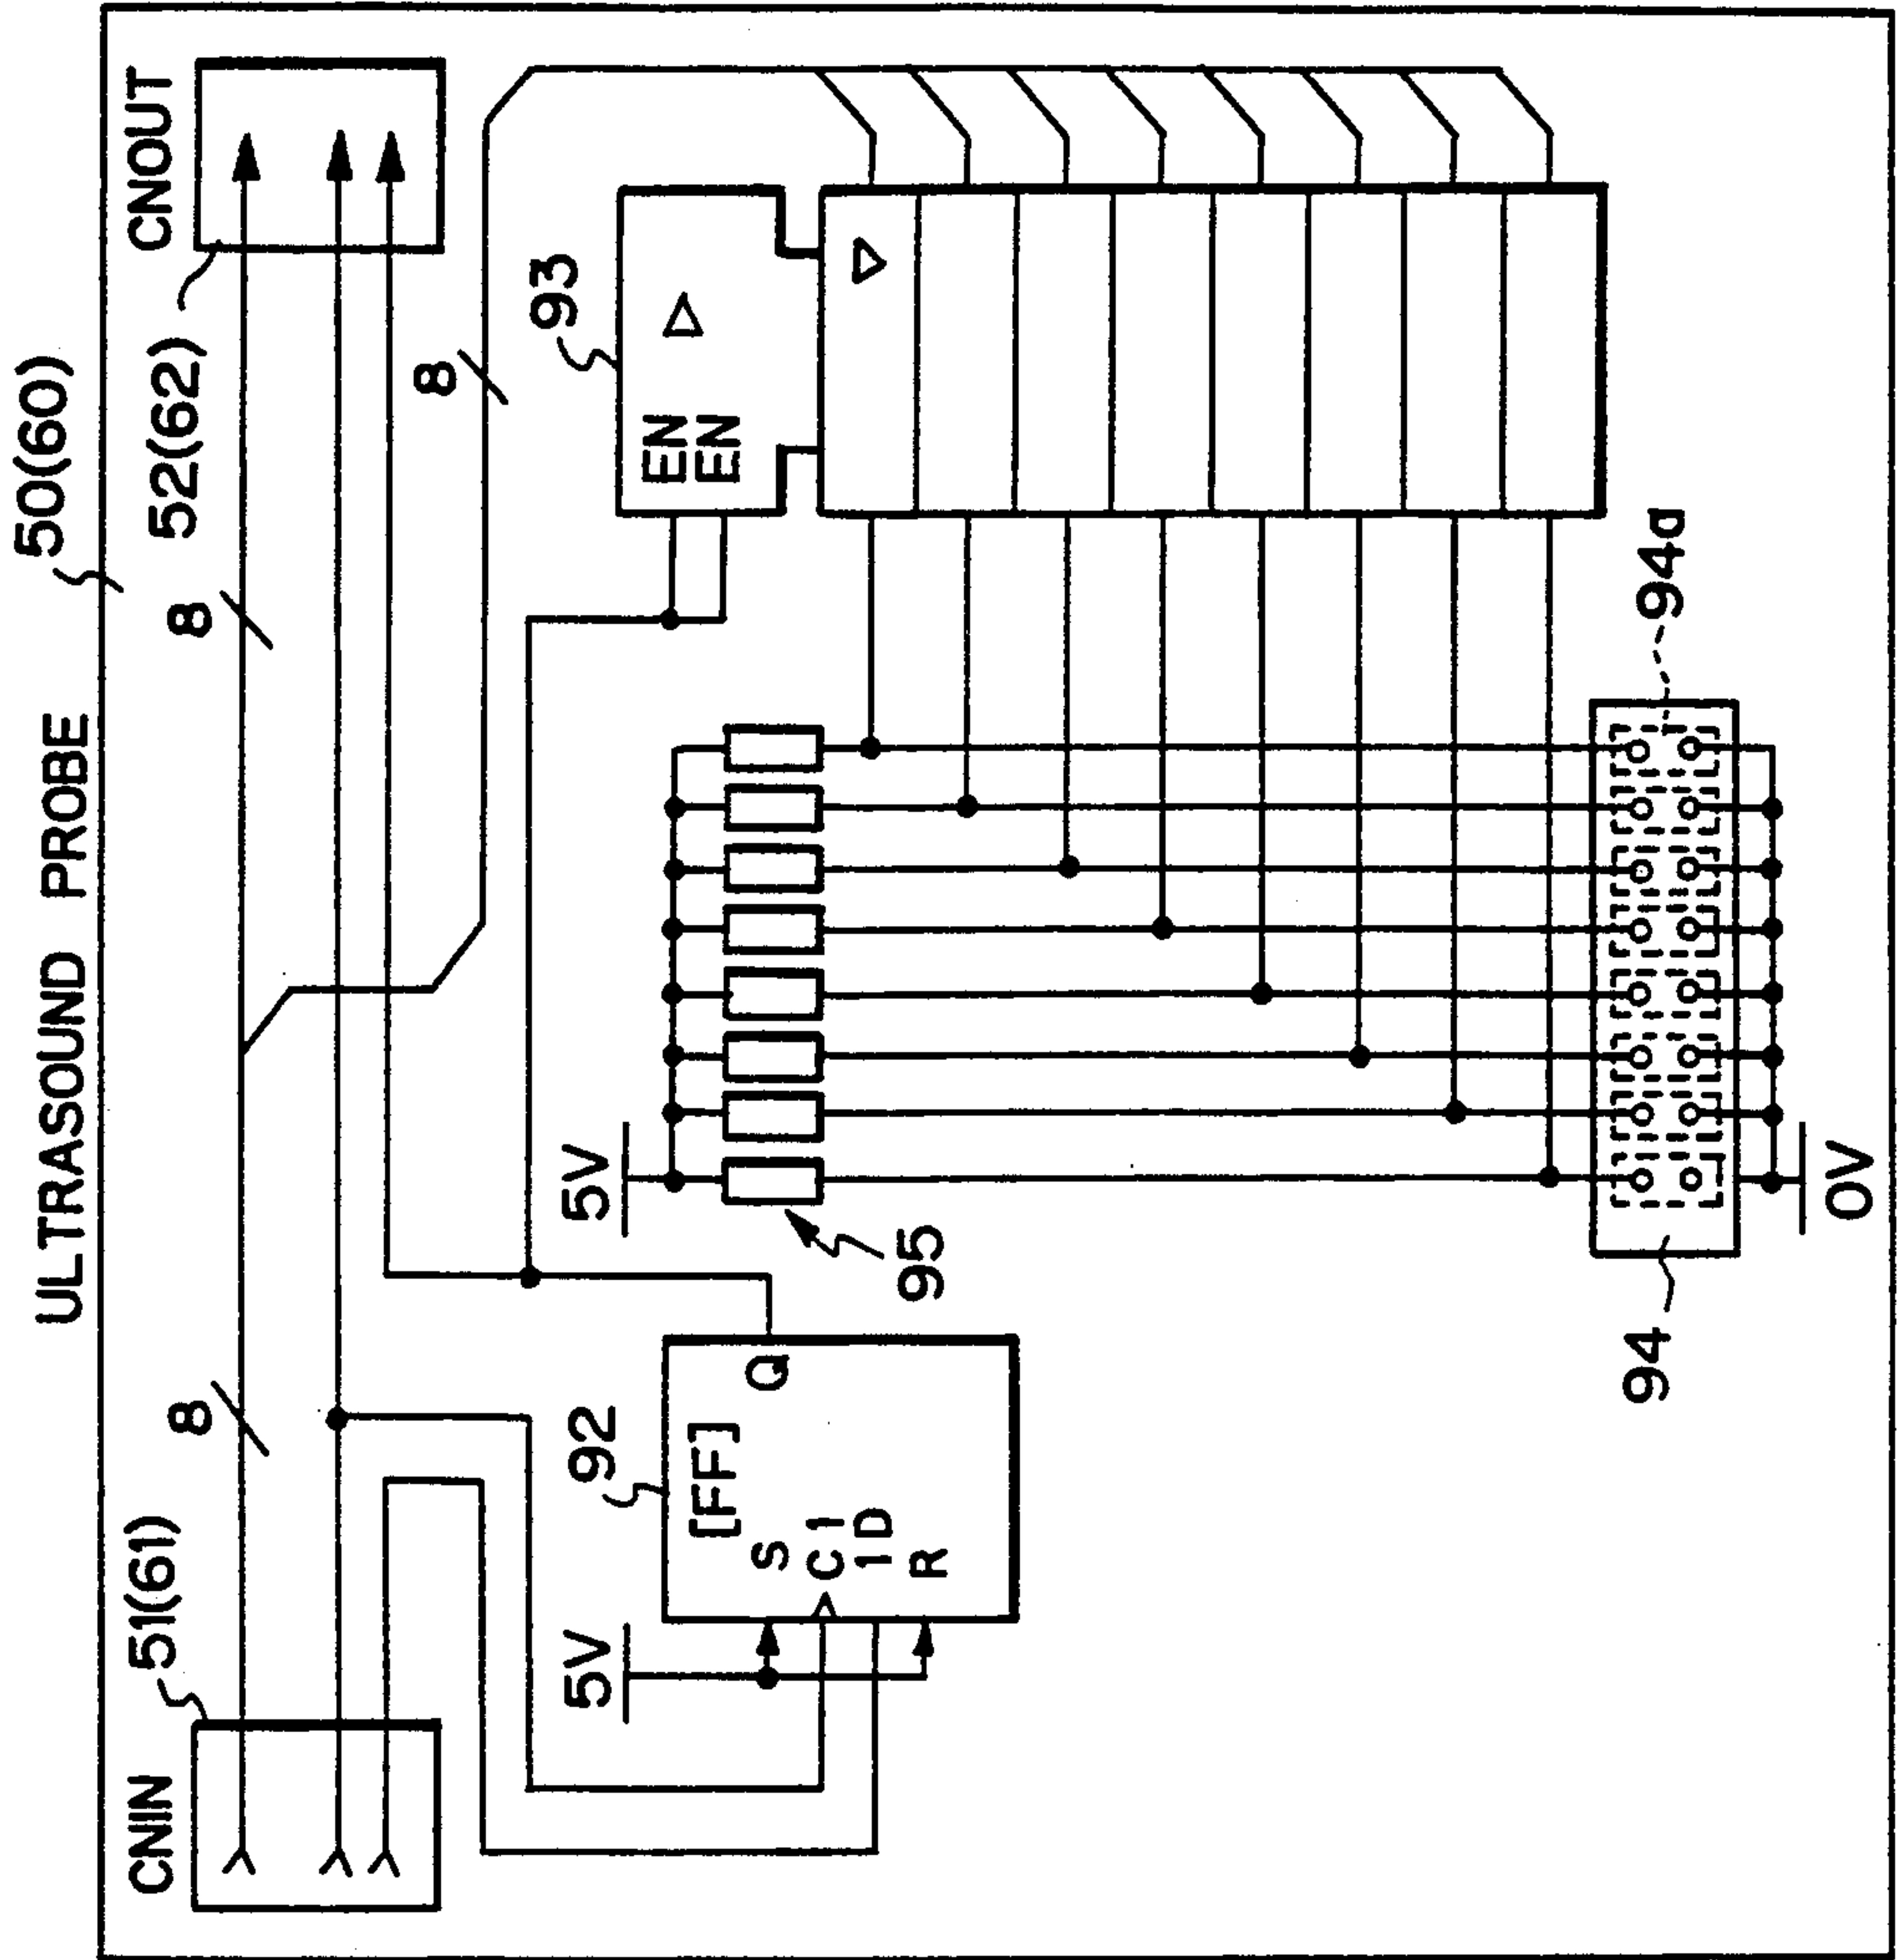 ULTRASOUND PROBE
50(60)
CNIN
51(61)
8
8
52(62)
CNOUT
8
5V
92
[FF]
S
C1
1D
R
Q
5V
95
93
EN
EN
94
94a
0V